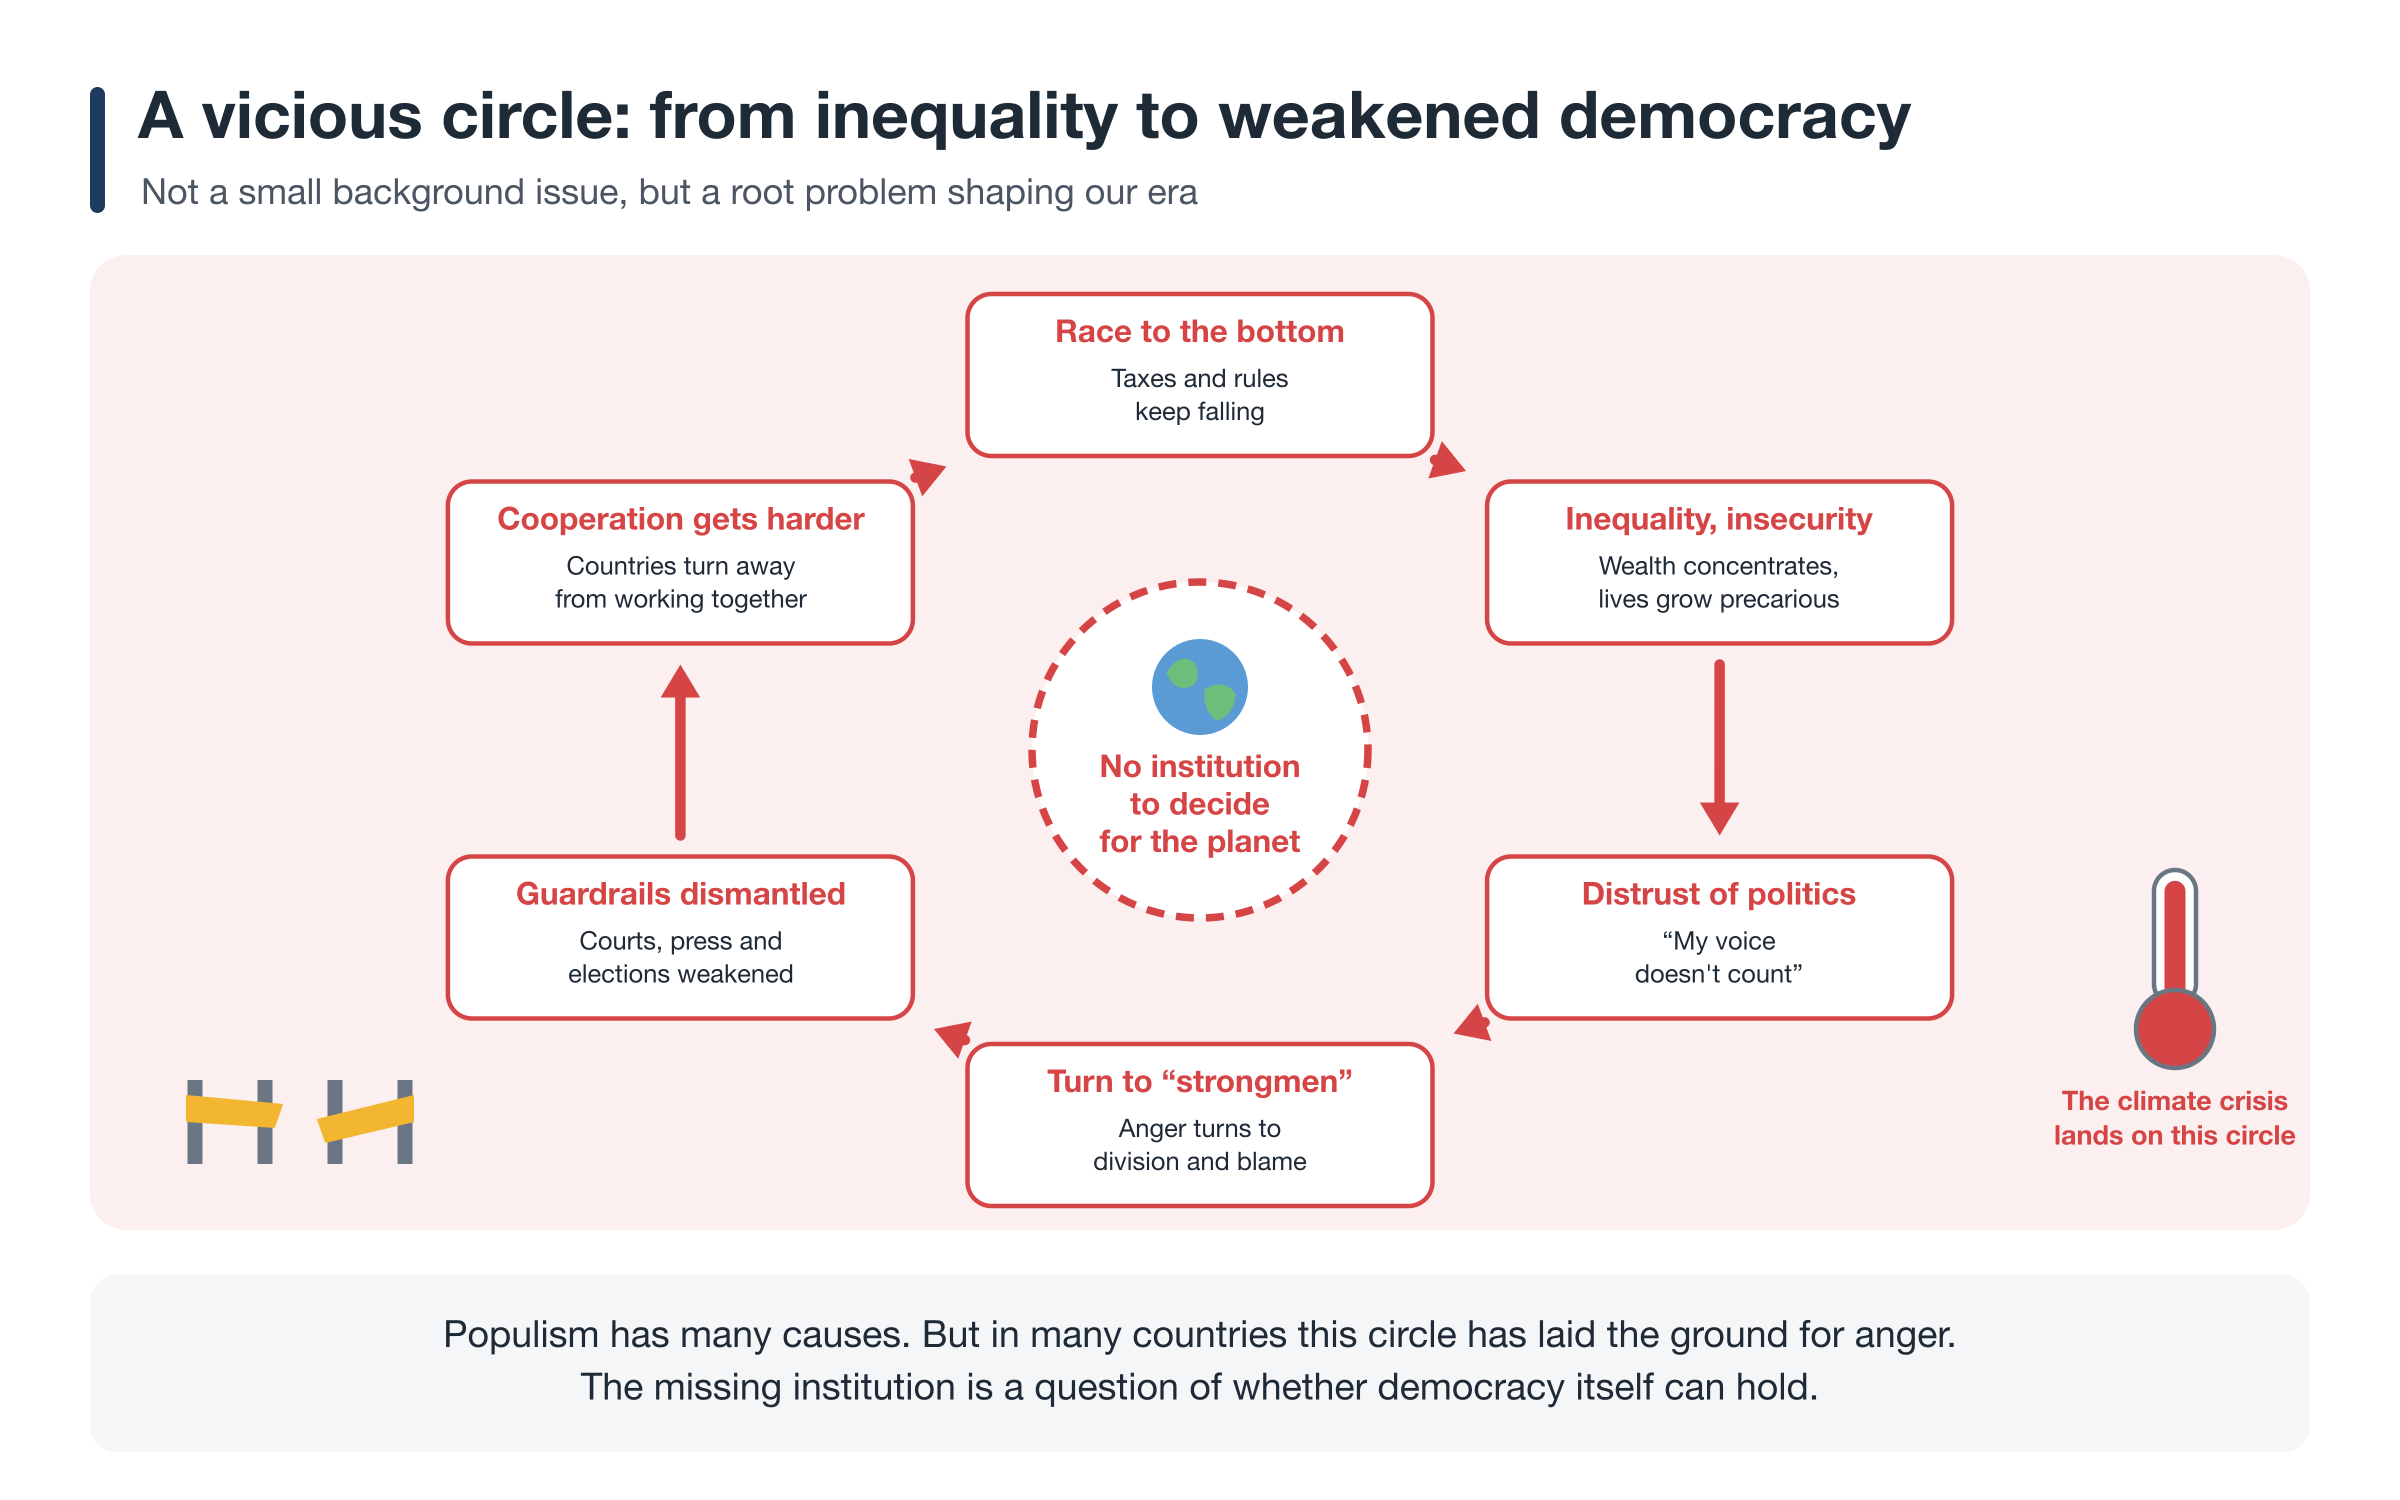 A vicious circle: from inequality to weakened democracy
Not a small background issue, but a root problem shaping our era
Race to the bottom
Taxes and rules
keep falling
Inequality, insecurity
Wealth concentrates,
lives grow precarious
Distrust of politics
“My voice
doesn't count”
Turn to “strongmen”
Anger turns to
division and blame
Guardrails dismantled
Courts, press and
elections weakened
Cooperation gets harder
Countries turn away
from working together
No institution
to decide
for the planet
The climate crisis
lands on this circle
Populism has many causes. But in many countries this circle has laid the ground for anger.
The missing institution is a question of whether democracy itself can hold.